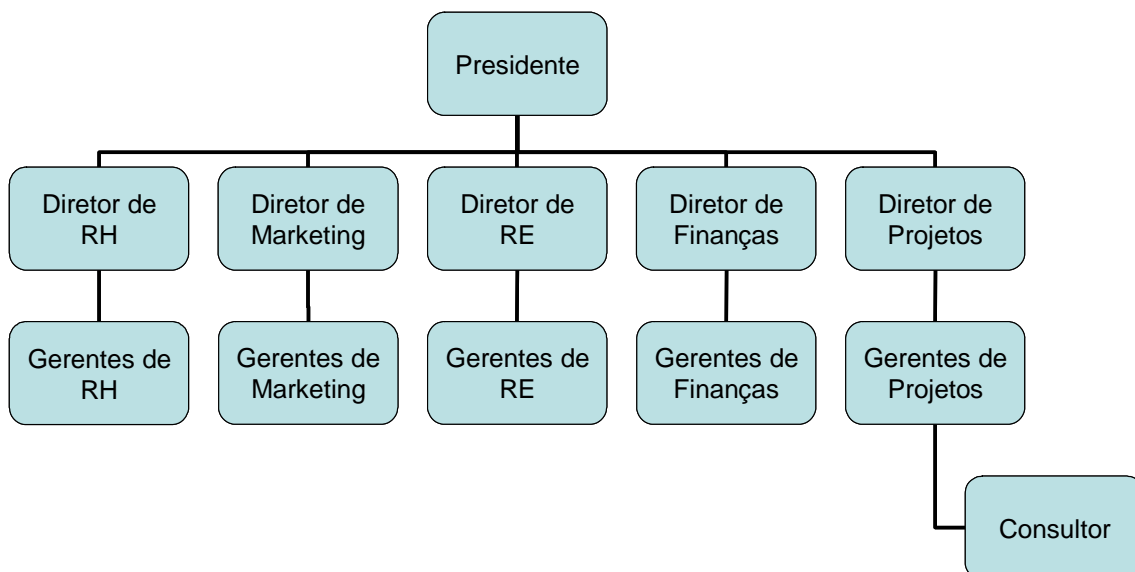 Presidente
Diretor de
RH
Diretor de
Marketing
Diretor de
RE
Diretor de
Finanças
Diretor de
Projetos
Gerentes de
RH
Gerentes de
Marketing
Gerentes de
RE
Gerentes de
Finanças
Gerentes de
Projetos
Consultor